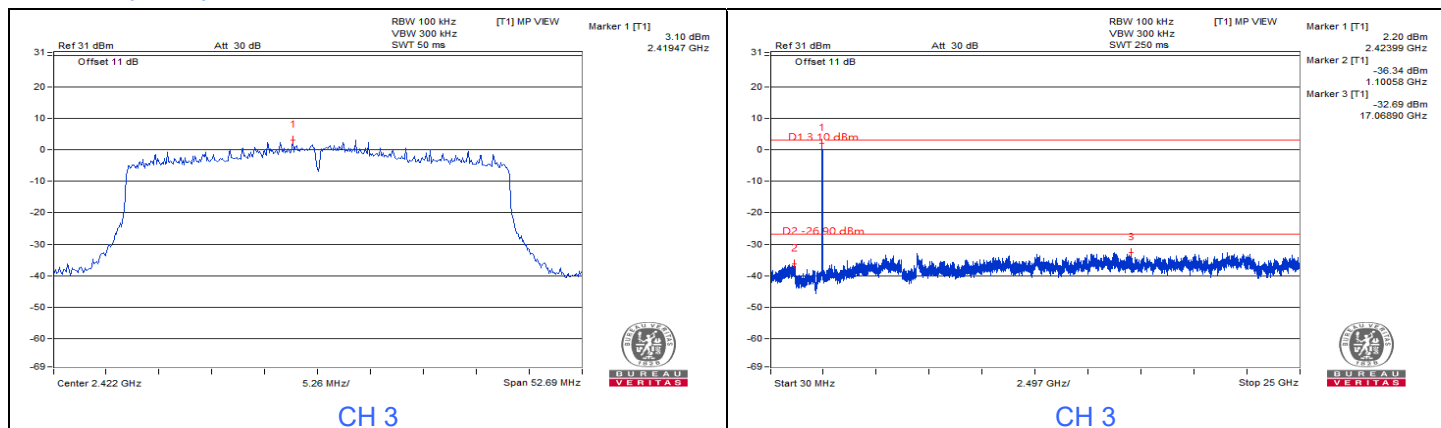 RBW 100 kHz [T1] MP VIEW
VBW 300 kHz
Ref 31 dBm Att 30 dB SWT 50 ms
Marker 1 [T1]
3.10 dBm
2.41947 GHz
Offset 11 dB
31
20
10
0
-10
-20
-30
-40
-50
-60
-69
1
Center 2.422 GHz 5.26 MHz/ Span 52.69 MHz
BUREAU VERITAS
1828
BUREAU
VERITAS
CH 3
RBW 100 kHz [T1] MP VIEW
VBW 300 kHz
Ref 31 dBm Att 30 dB SWT 250 ms
Marker 1 [T1]
2.20 dBm
2.42399 GHz
Marker 2 [T1]
-36.34 dBm
1.10058 GHz
Marker 3 [T1]
-32.69 dBm
17.06890 GHz
Offset 11 dB
31
20
10
0
-10
-20
-30
-40
-50
-60
-69
1
D1 3.10 dBm
D2 -26.90 dBm
2
3
Start 30 MHz 2.497 GHz/ Stop 25 GHz
BUREAU VERITAS
1828
BUREAU
VERITAS
CH 3